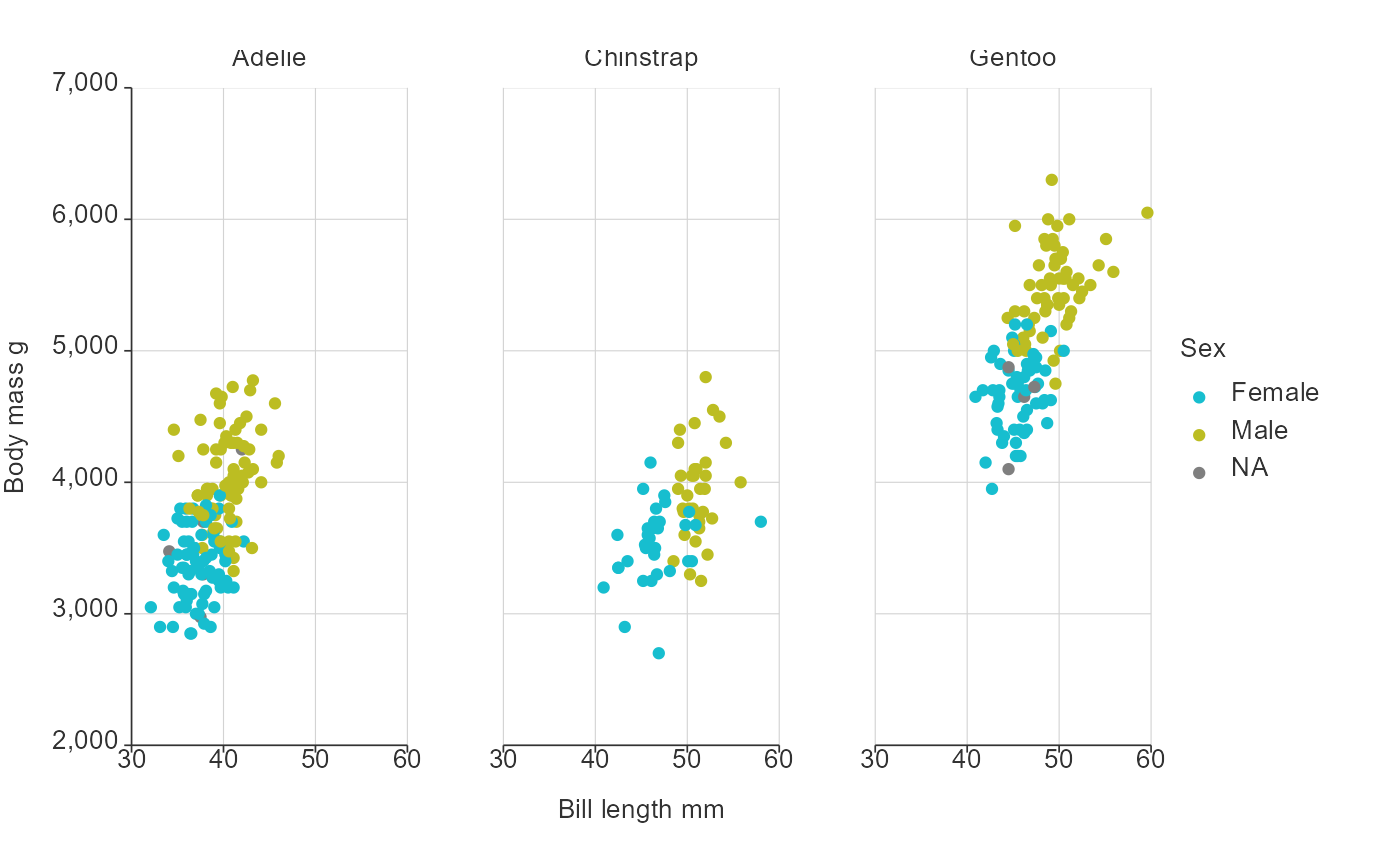 Adelie
Chinstrap
Gentoo
7,000
6,000
5,000
4,000
3,000
2,000
Body mass g
30 40 50 60
30 40 50 60
30 40 50 60
Bill length mm
Sex
Female
Male
NA